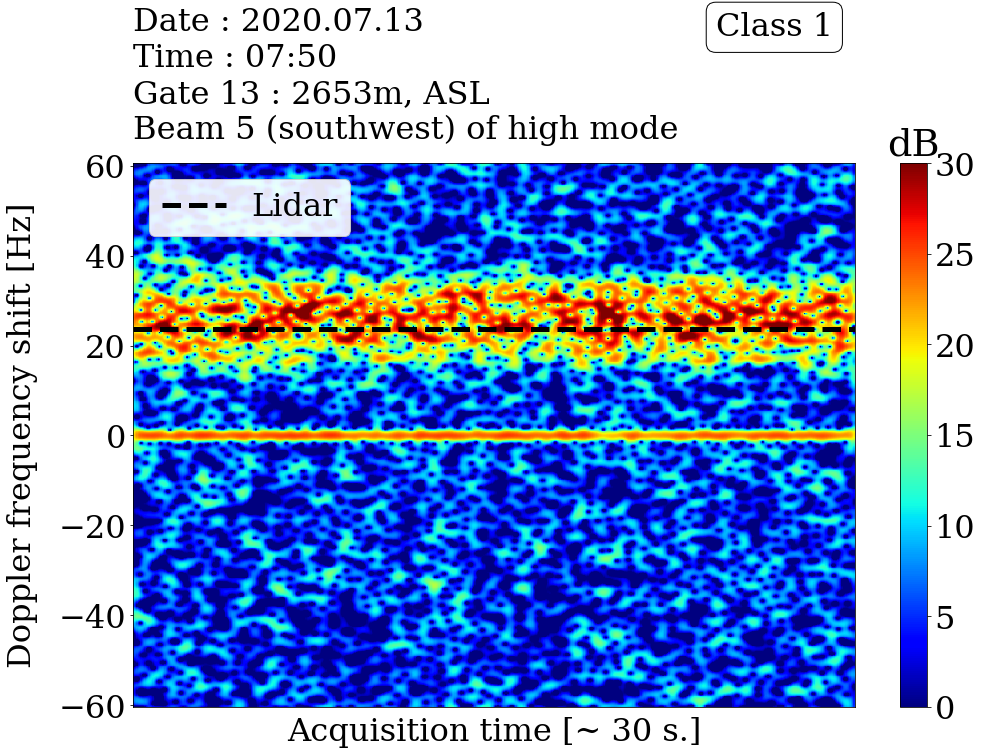 Date : 2020.07.13
Time : 07:50
Gate 13 : 2653m, ASL
Beam 5 (southwest) of high mode
Class 1
dB
Lidar
60
40
20
0
−20
−40
−60
Doppler frequency shift [Hz]
Acquisition time [~ 30 s.]
30
25
20
15
10
5
0